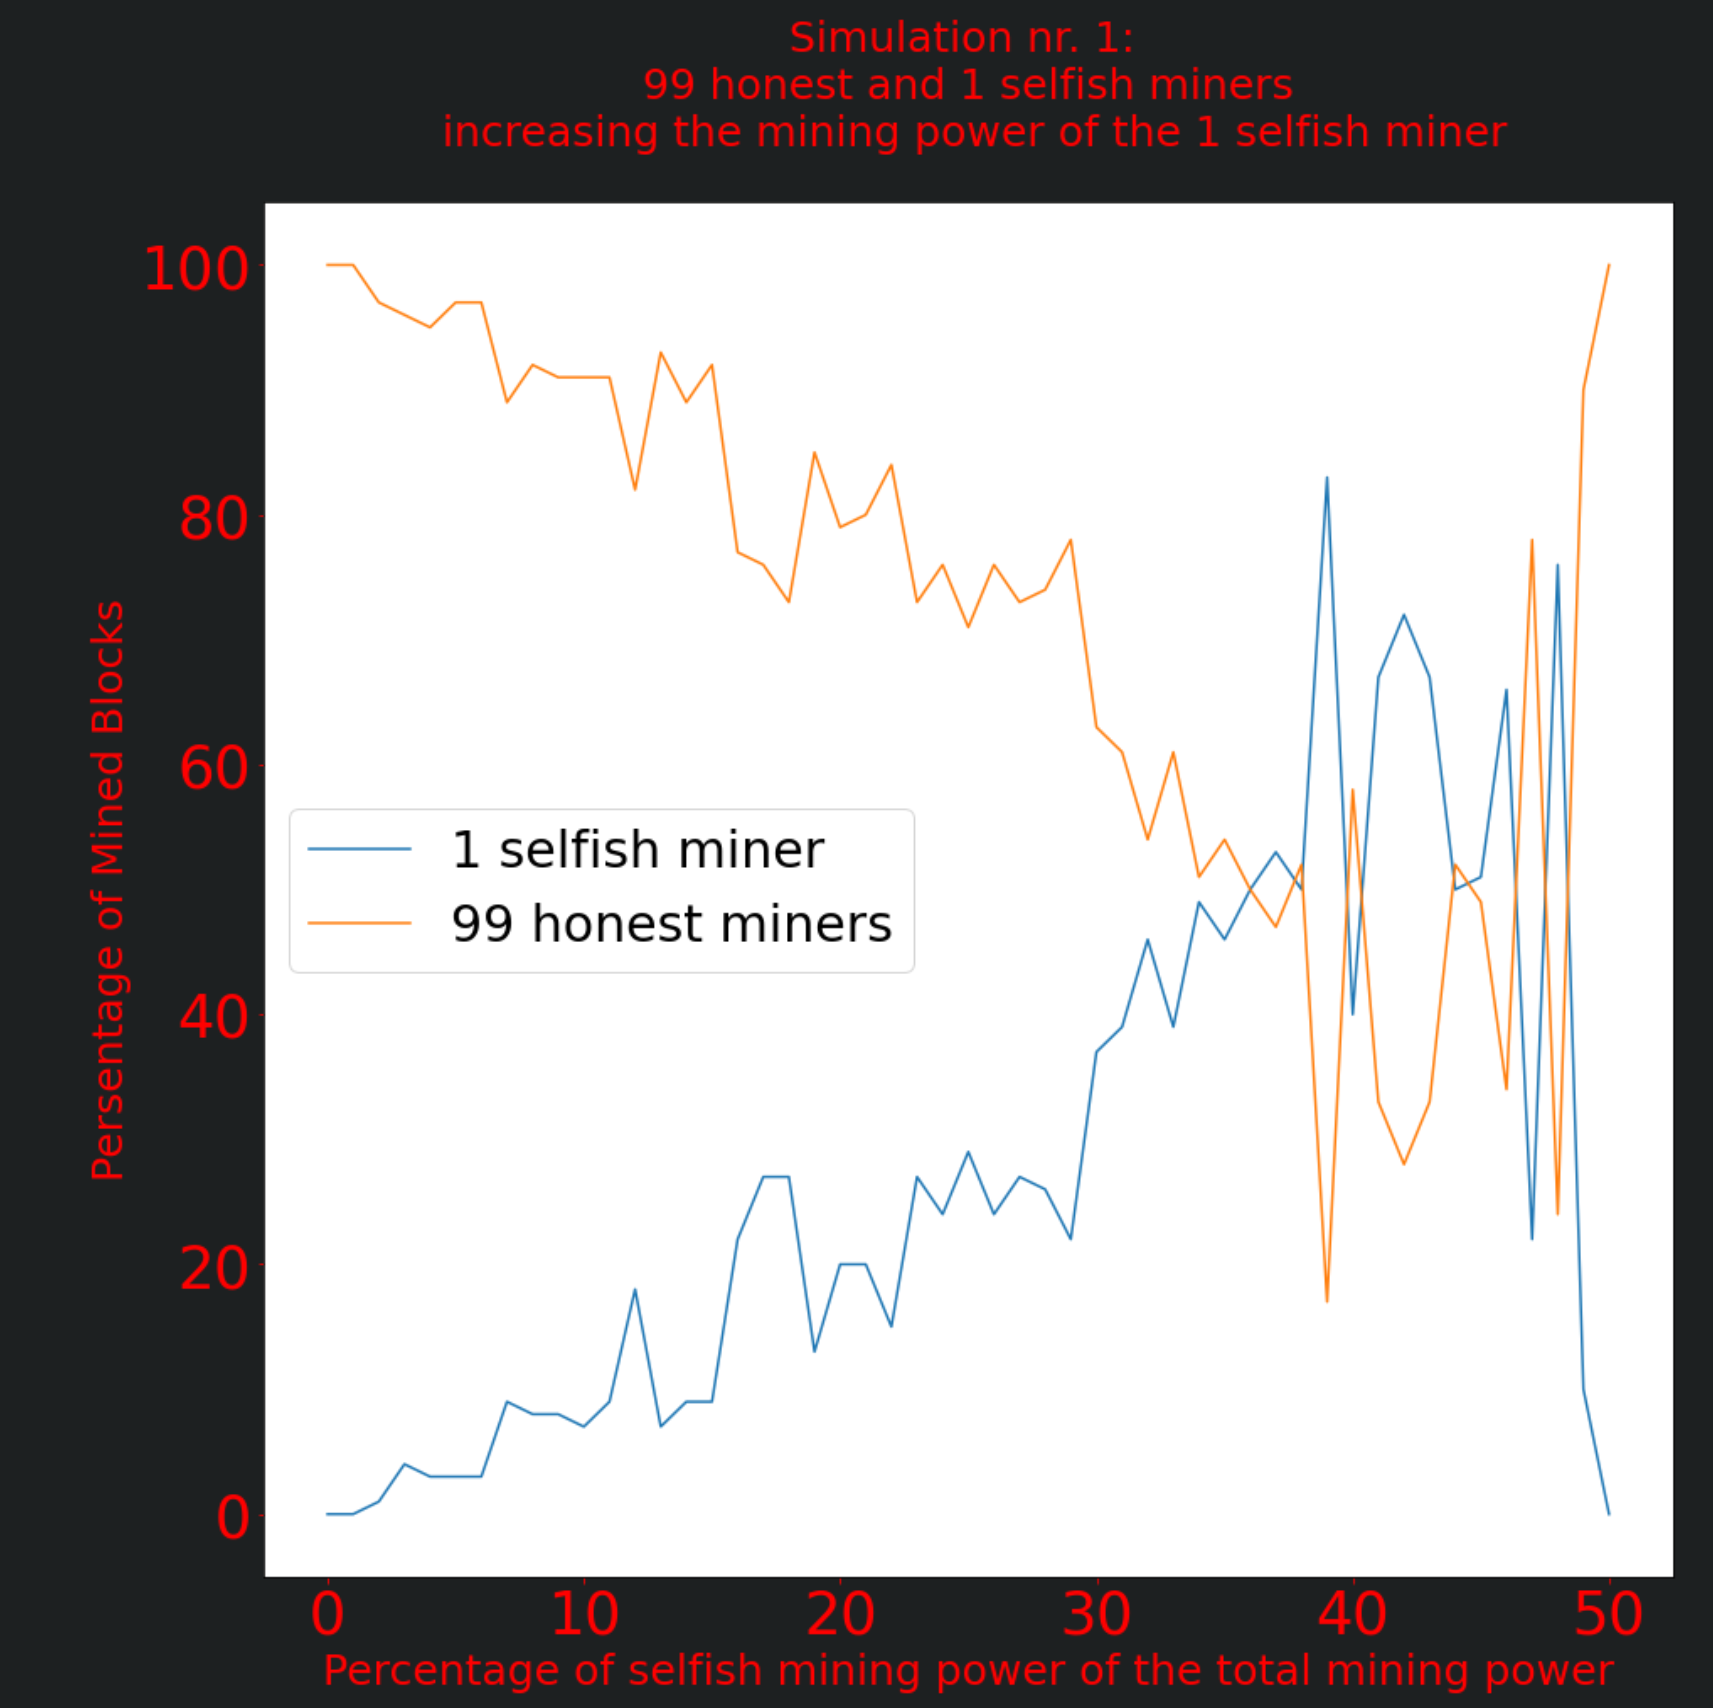 Simulation nr. 1:
99 honest and 1 selfish miners
increasing the mining power of the 1 selfish miner
100
80
60
40
20
0
Persentage of Mined Blocks
1 selfish miner
99 honest miners
0 10 20 30 40 50
Percentage of selfish mining power of the total mining power